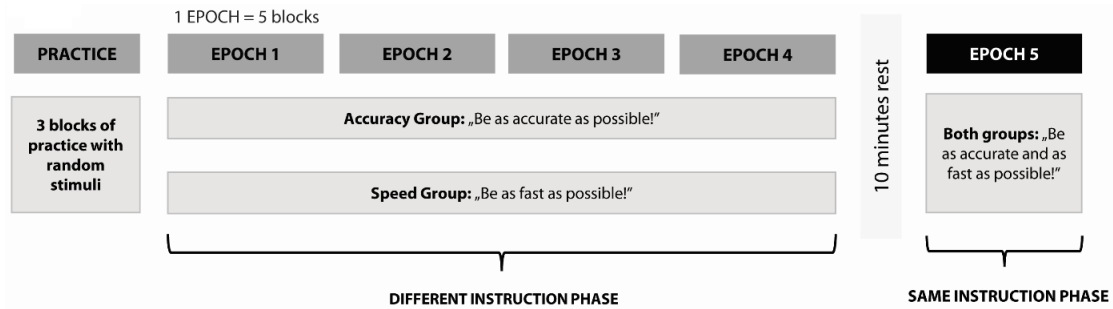 1 EPOCH = 5 blocks
PRACTICE
EPOCH 1
EPOCH 2
EPOCH 3
EPOCH 4
10 minutes rest
EPOCH 5
3 blocks of
practice with
random
stimuli
Accuracy Group: „Be as accurate as possible!”
Speed Group: „Be as fast as possible!”
Both groups: „Be
as accurate and as
fast as possible!”
DIFFERENT INSTRUCTION PHASE
SAME INSTRUCTION PHASE